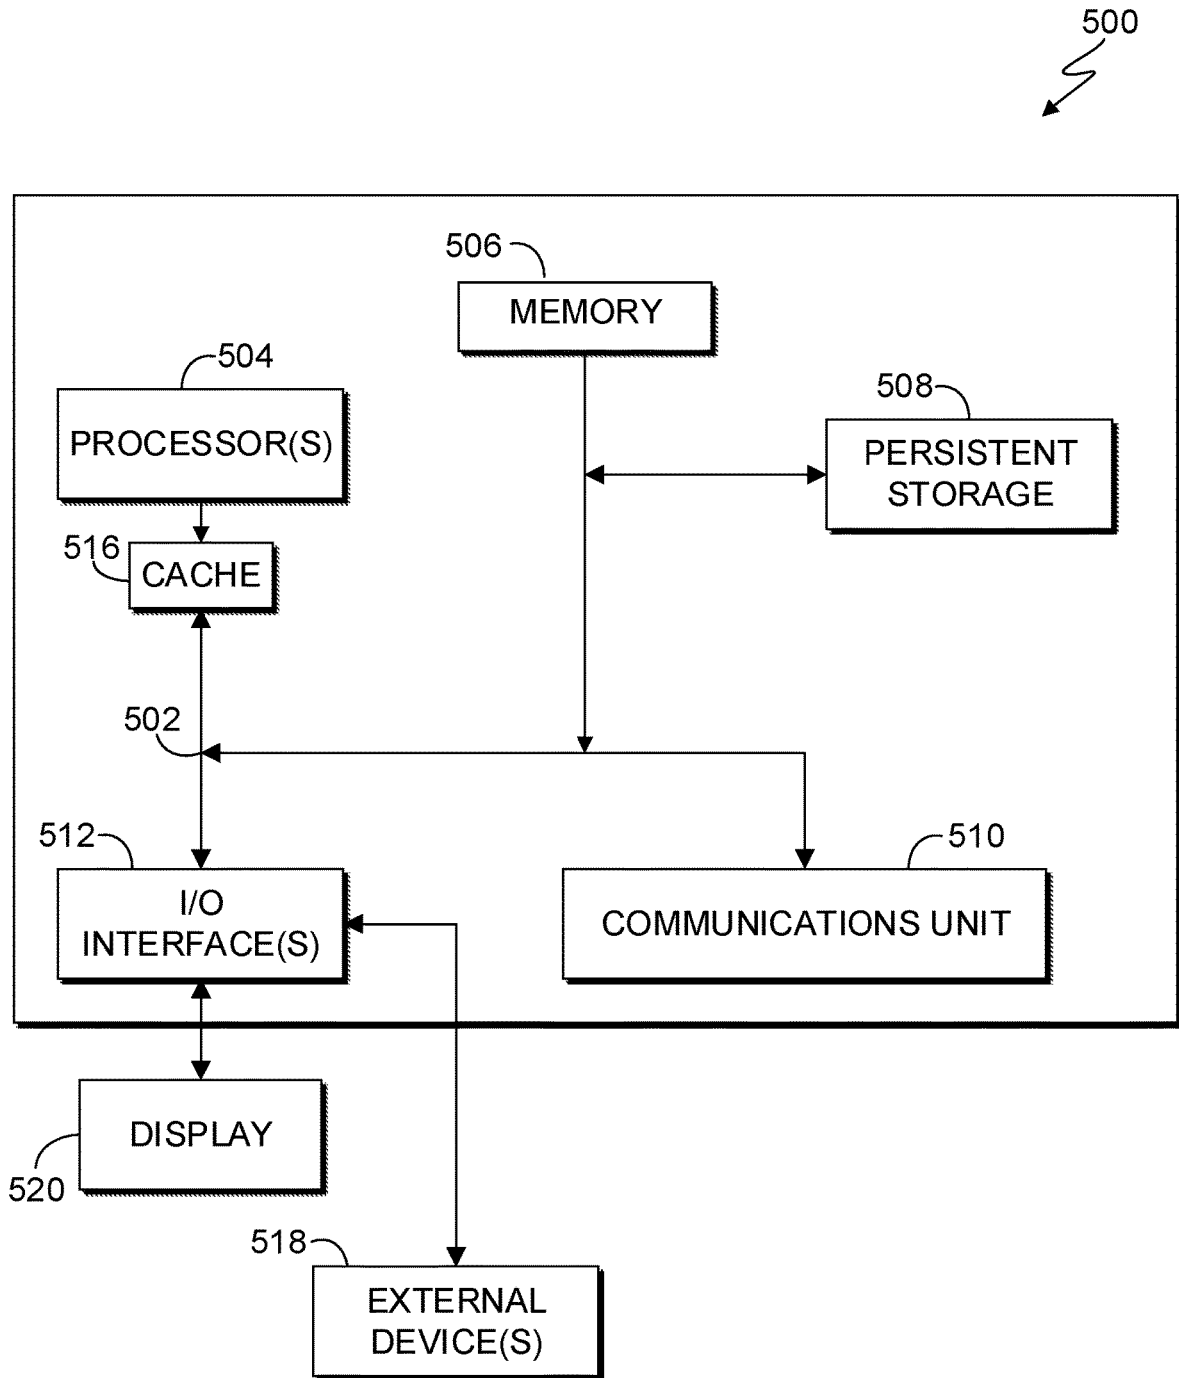 500
506
MEMORY
504
PROCESSOR(S)
508
PERSISTENT
STORAGE
516
CACHE
502
512
I/O
INTERFACE(S)
510
COMMUNICATIONS UNIT
DISPLAY
520
518
EXTERNAL
DEVICE(S)